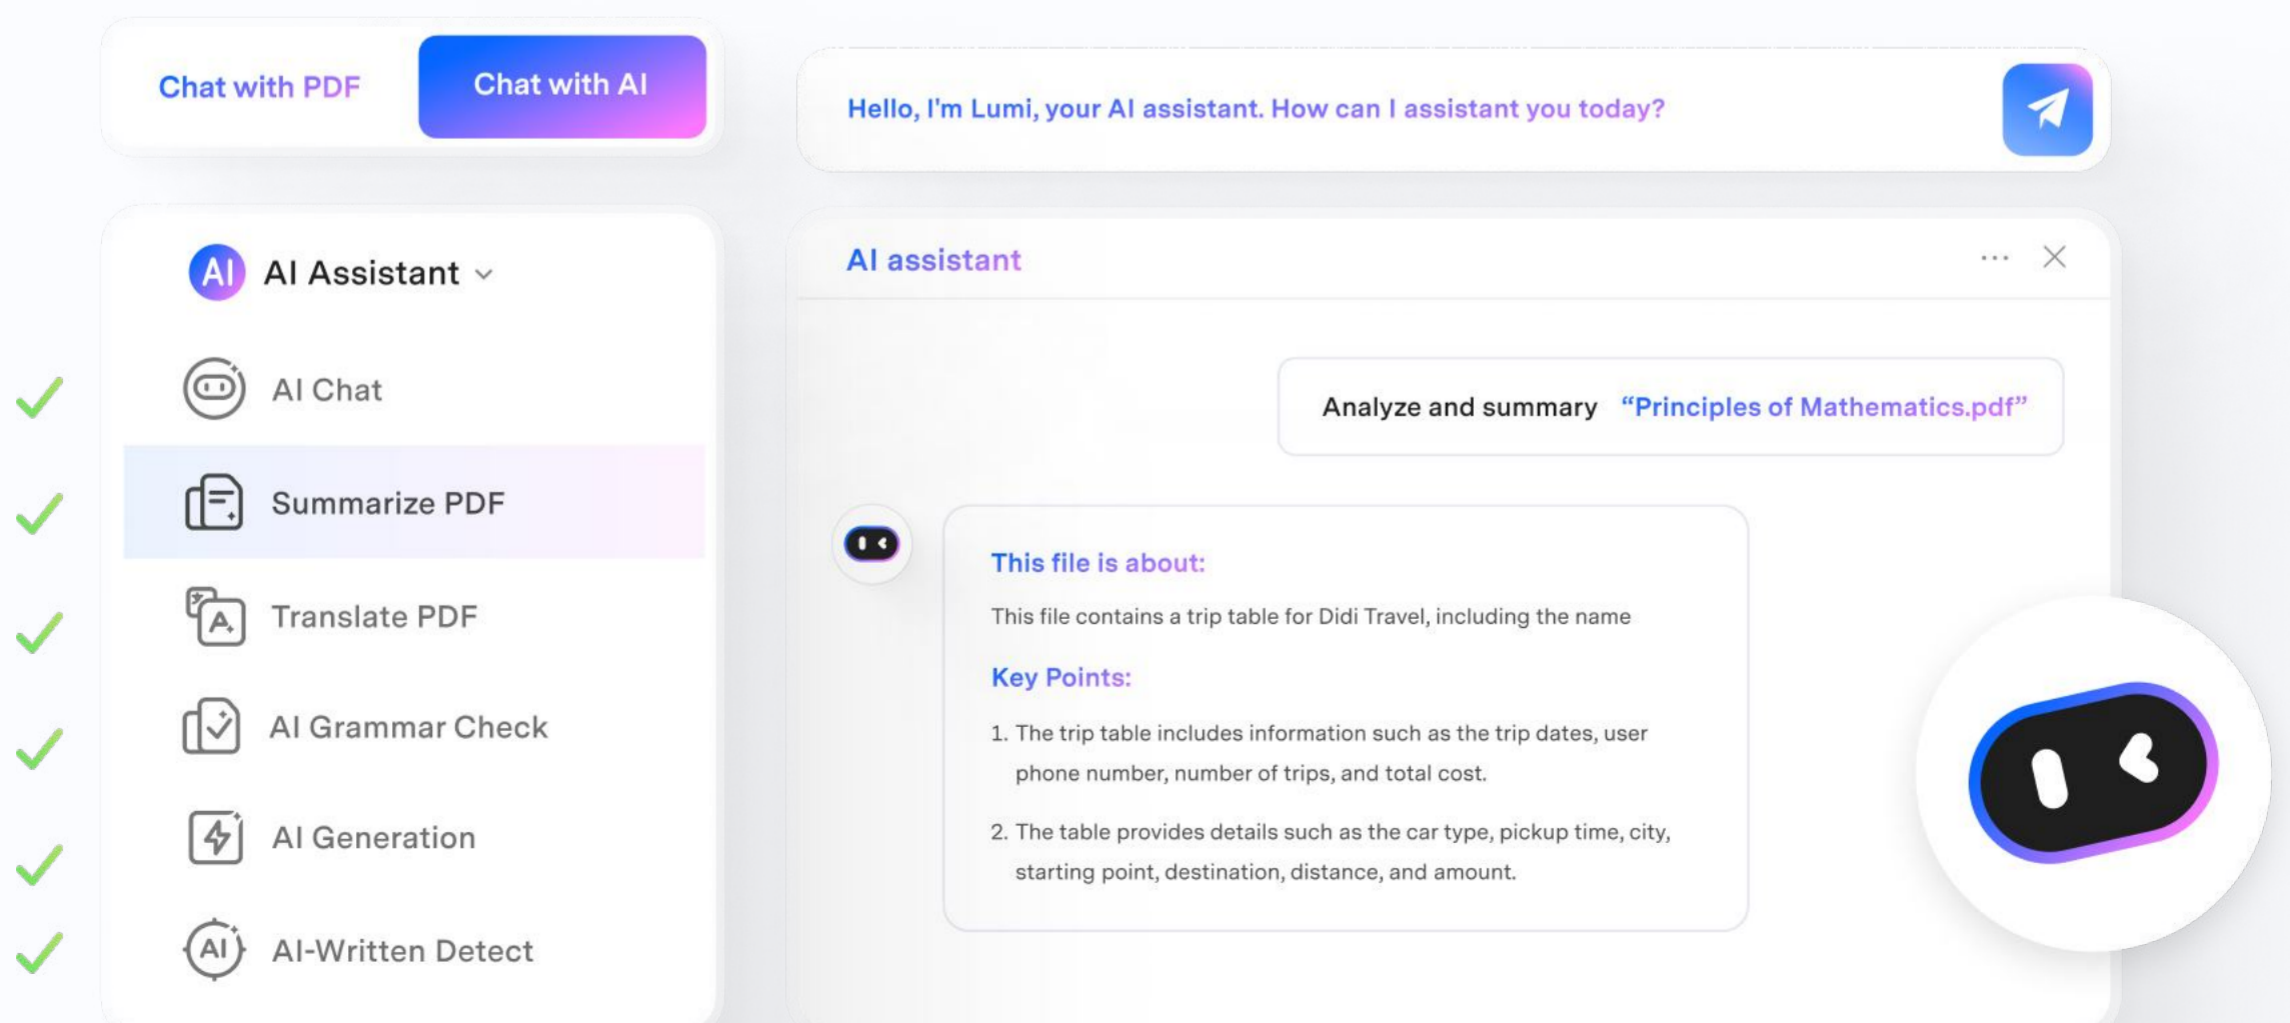 Chat with PDF
Chat with AI
Hello, I'm Lumi, your AI assistant. How can I assistant you today?
AI AI Assistant
AI Chat
Summarize PDF
Translate PDF
AI Grammar Check
AI Generation
AI AI-Written Detect
AI assistant
Analyze and summary “Principles of Mathematics.pdf”
This file is about:
This file contains a trip table for Didi Travel, including the name
Key Points:
1. The trip table includes information such as the trip dates, user
phone number, number of trips, and total cost.
2. The table provides details such as the car type, pickup time, city,
starting point, destination, distance, and amount.